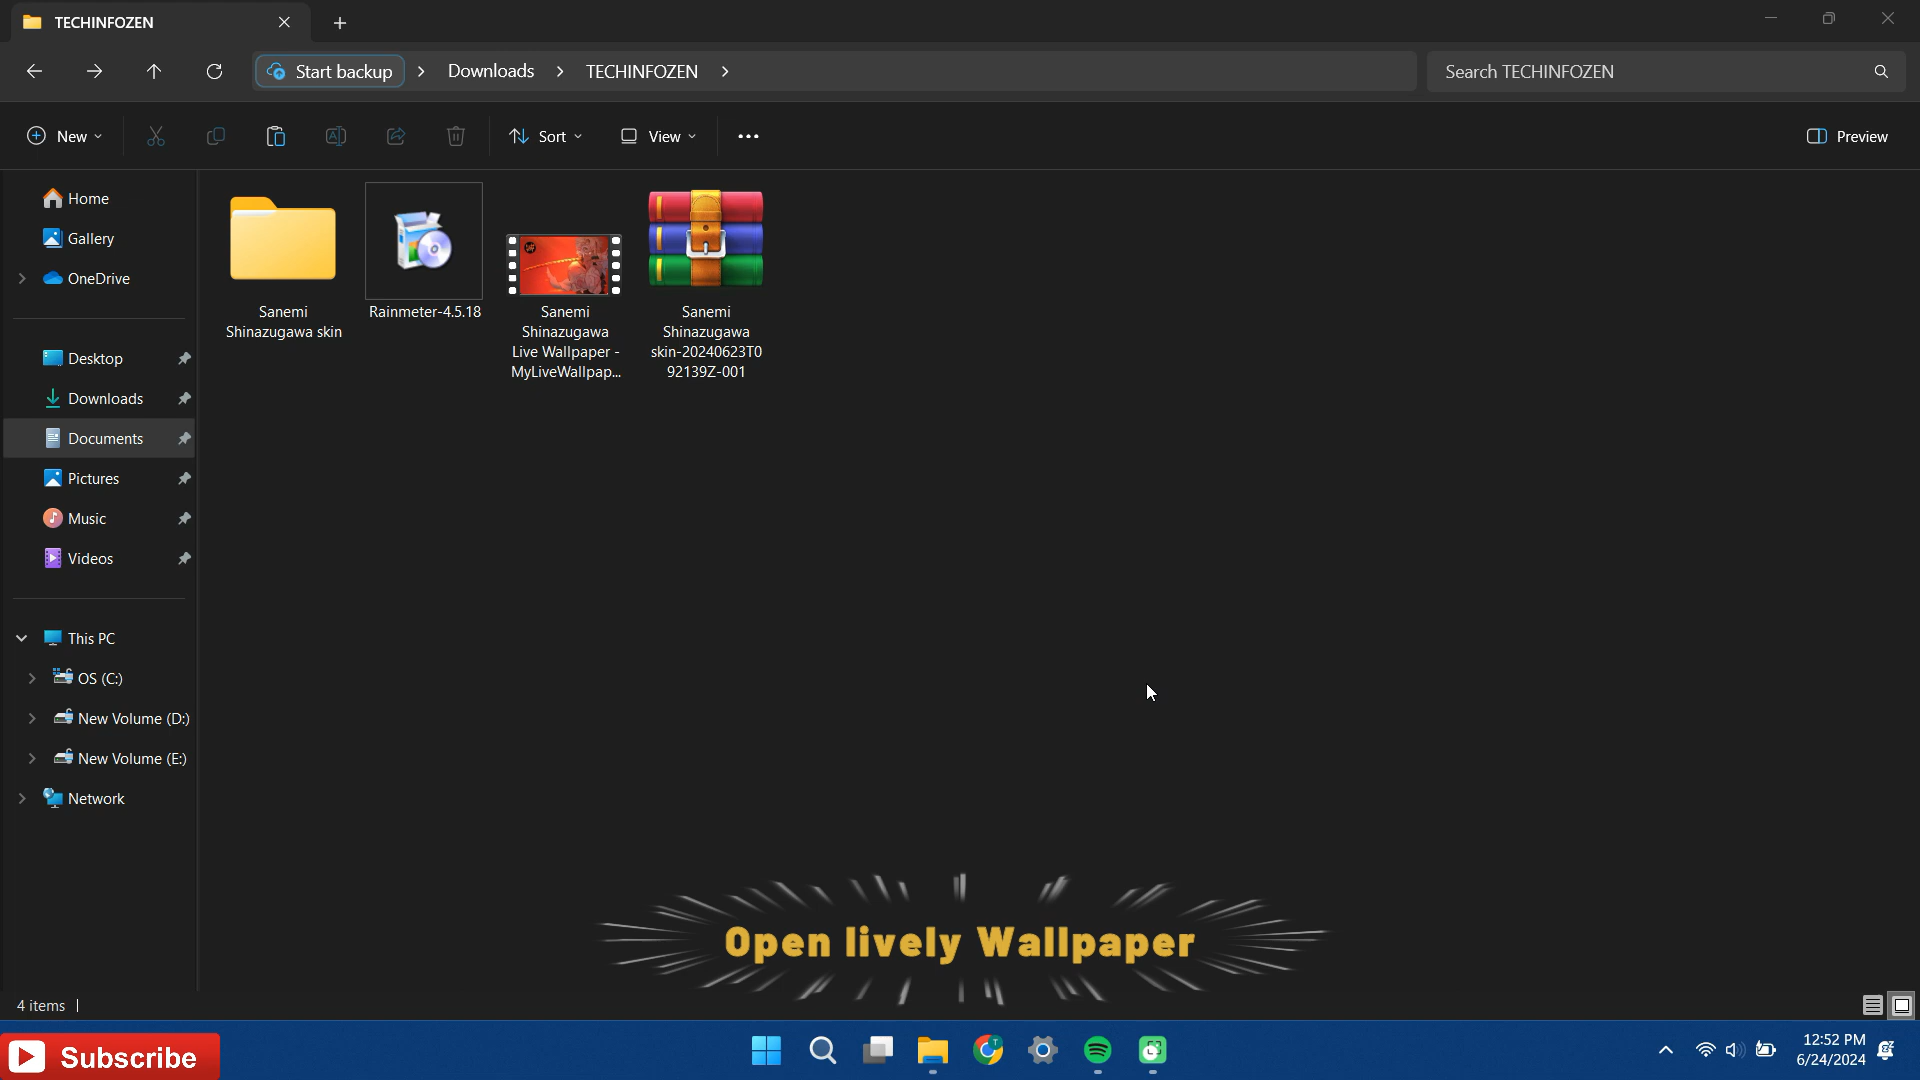 TECHINFOZEN
Start backup
Downloads
TECHINFOZEN
Search TECHINFOZEN
New
Sort
View
Preview
Home
Gallery
OneDrive
Desktop
Downloads
Documents
Pictures
Music
Videos
This PC
OS (C:)
New Volume (D:)
New Volume (E:)
Network
Sanemi
Shinazugawa skin
Rainmeter-4.5.18
Sanemi
Shinazugawa
Live Wallpaper -
MyLiveWallpap...
Sanemi
Shinazugawa
skin-20240623T0
92139Z-001
Open lively Wallpaper
4 items
Subscribe
12:52 PM
6/24/2024